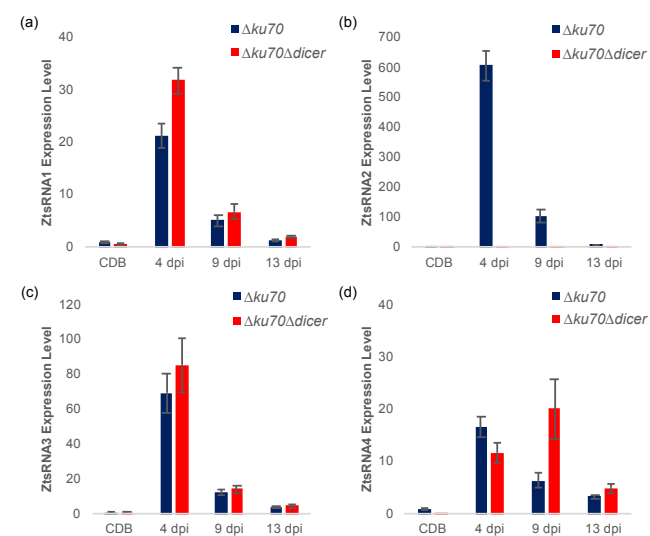 (a)
Δku70
Δku70Δdicer
ZtsRNA1 Expression Level
40
30
20
10
0
CDB 4 dpi 9 dpi 13 dpi
(b)
Δku70
Δku70Δdicer
ZtsRNA2 Expression Level
700
600
500
400
300
200
100
0
CDB 4 dpi 9 dpi 13 dpi
(c)
Δku70
Δku70Δdicer
ZtsRNA3 Expression Level
120
100
80
60
40
20
0
CDB 4 dpi 9 dpi 13 dpi
(d)
Δku70
Δku70Δdicer
ZtsRNA4 Expression Level
40
30
20
10
0
CDB 4 dpi 9 dpi 13 dpi